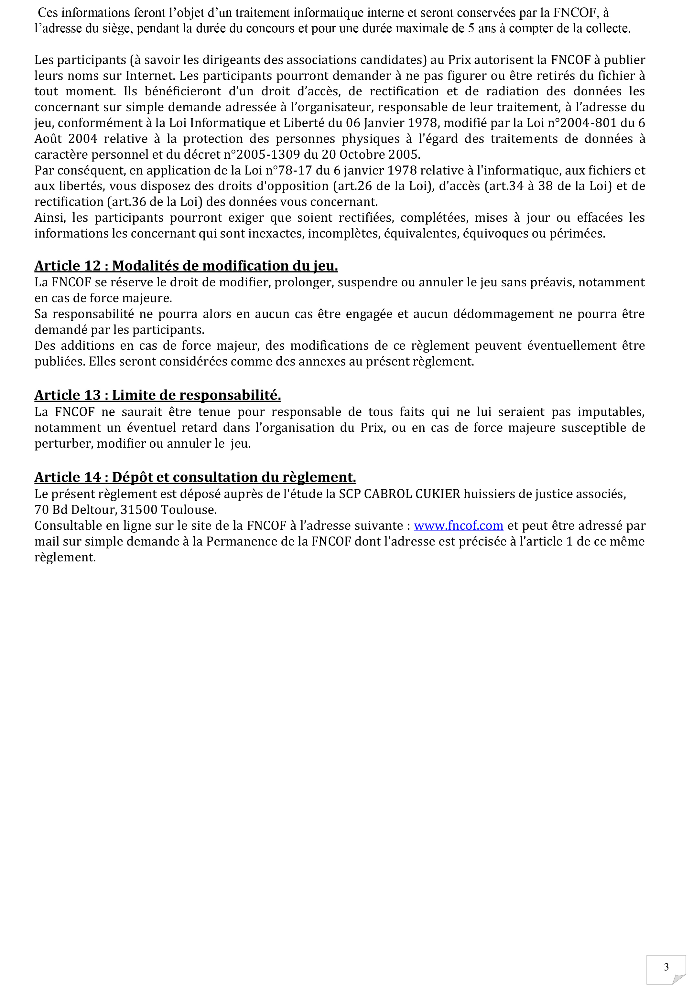 Ces informations feront l’objet d’un traitement informatique interne et seront conservées par la FNCOF, à
l’adresse du siège, pendant la durée du concours et pour une durée maximale de 5 ans à compter de la collecte.
Les participants (à savoir les dirigeants des associations candidates) au Prix autorisent la FNCOF à publier
leurs noms sur Internet. Les participants pourront demander à ne pas figurer ou être retirés du fichier à
tout moment. Ils bénéficieront d’un droit d’accès, de rectification et de radiation des données les
concernant sur simple demande adressée à l’organisateur, responsable de leur traitement, à l’adresse du
jeu, conformément à la Loi Informatique et Liberté du 06 Janvier 1978, modifié par la Loi n°2004-801 du 6
Août 2004 relative à la protection des personnes physiques à l'égard des traitements de données à
caractère personnel et du décret n°2005-1309 du 20 Octobre 2005.
Par conséquent, en application de la Loi n°78-17 du 6 janvier 1978 relative à l'informatique, aux fichiers et
aux libertés, vous disposez des droits d'opposition (art.26 de la Loi), d'accès (art.34 à 38 de la Loi) et de
rectification (art.36 de la Loi) des données vous concernant.
Ainsi, les participants pourront exiger que soient rectifiées, complétées, mises à jour ou effacées les
informations les concernant qui sont inexactes, incomplètes, équivalentes, équivoques ou périmées.
Article 12 : Modalités de modification du jeu.
La FNCOF se réserve le droit de modifier, prolonger, suspendre ou annuler le jeu sans préavis, notamment
en cas de force majeure.
Sa responsabilité ne pourra alors en aucun cas être engagée et aucun dédommagement ne pourra être
demandé par les participants.
Des additions en cas de force majeur, des modifications de ce règlement peuvent éventuellement être
publiées. Elles seront considérées comme des annexes au présent règlement.
Article 13 : Limite de responsabilité.
La FNCOF ne saurait être tenue pour responsable de tous faits qui ne lui seraient pas imputables,
notamment un éventuel retard dans l’organisation du Prix, ou en cas de force majeure susceptible de
perturber, modifier ou annuler le  jeu.
Article 14 : Dépôt et consultation du règlement.
Le présent règlement est déposé auprès de l'étude la SCP CABROL CUKIER huissiers de justice associés,
70 Bd Deltour, 31500 Toulouse.
Consultable en ligne sur le site de la FNCOF à l’adresse suivante : www.fncof.com et peut être adressé par
mail sur simple demande à la Permanence de la FNCOF dont l’adresse est précisée à l’article 1 de ce même
règlement.
3